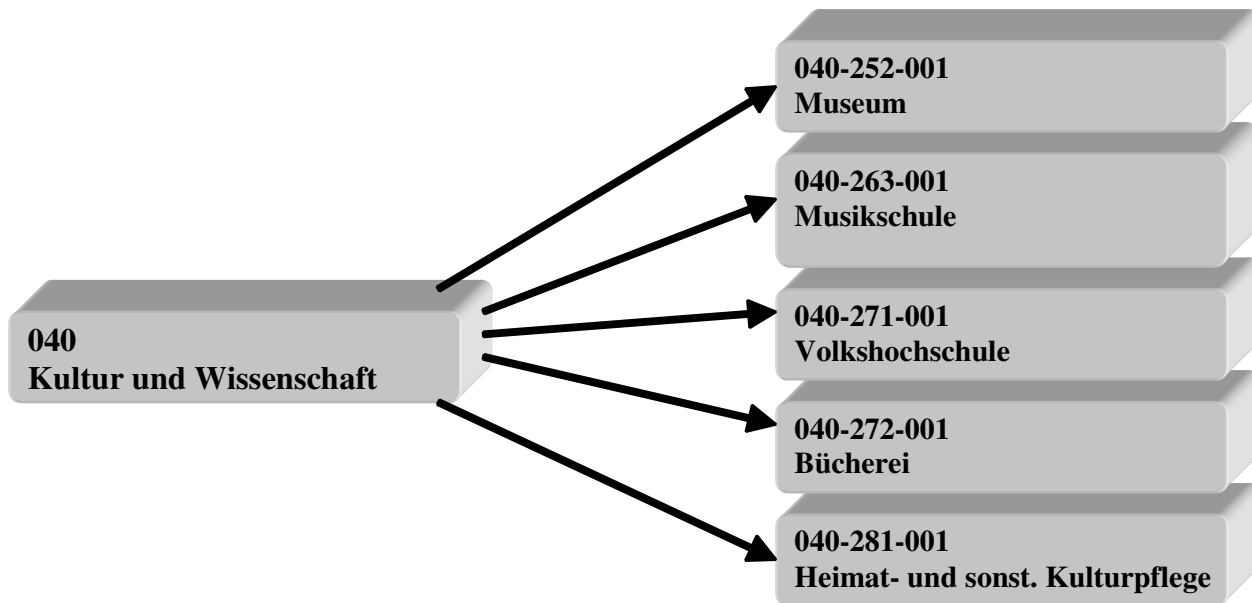 040-252-001
Museum
040-263-001
Musikschule
040
Kultur und Wissenschaft
040-271-001
Volkshochschule
040-272-001
Bücherei
040-281-001
Heimat- und sonst. Kulturpflege